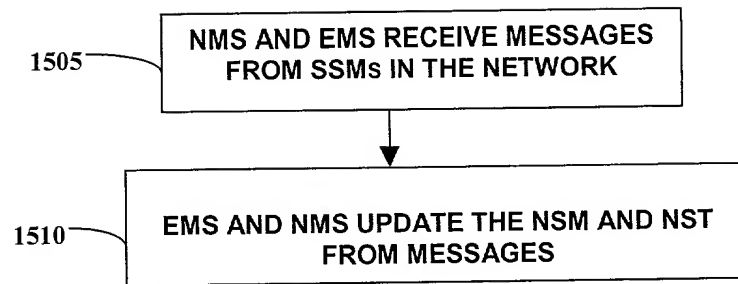 1505
NMS AND EMS RECEIVE MESSAGES
FROM SSMs IN THE NETWORK
1510
EMS AND NMS UPDATE THE NSM AND NST
FROM MESSAGES